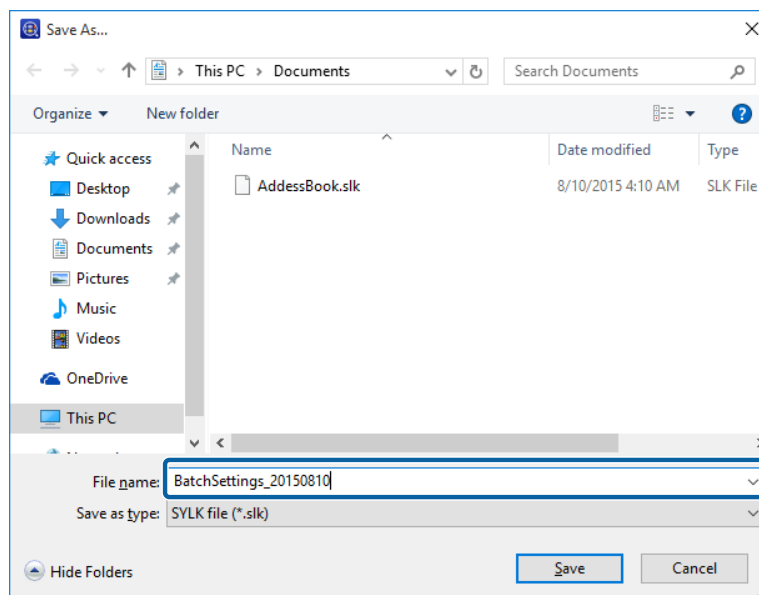 Save As...
This PC > Documents
Search Documents
Organize
New folder
?
Name
Date modified
Type
AddessBook.slk
8/10/2015 4:10 AM
SLK File
Quick access
Desktop
Downloads
Documents
Pictures
Music
Videos
OneDrive
This PC
File name:
BatchSettings_20150810
Save as type:
SYLK file (*.slk)
Hide Folders
Save
Cancel